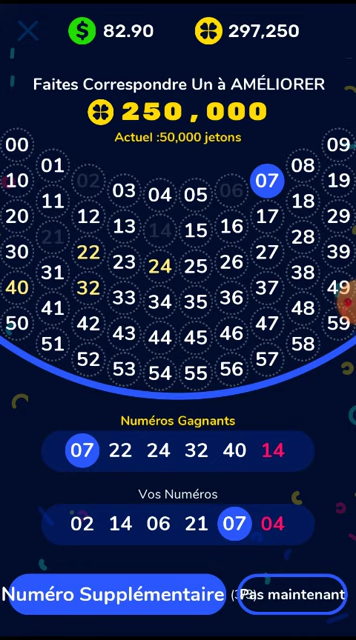 82.90 297,250
Faites Correspondre Un à AMÉLIORER
250,000
Actuel :50,000 jetons
00 01 02 03 04 05 06 07 08 09
10 11 12 13 14 15 16 17 18 19
20 21 22 23 24 25 26 27 28 39
30 31 32 33 34 35 36 37 38 49
40 41 42 43 44 45 46 47 48 59
50 51 52 53 54 55 56 57 58
Numéros Gagnants
07 22 24 32 40 14
Vos Numéros
02 14 06 21 07 04
Numéro Supplémentaire Pas maintenant